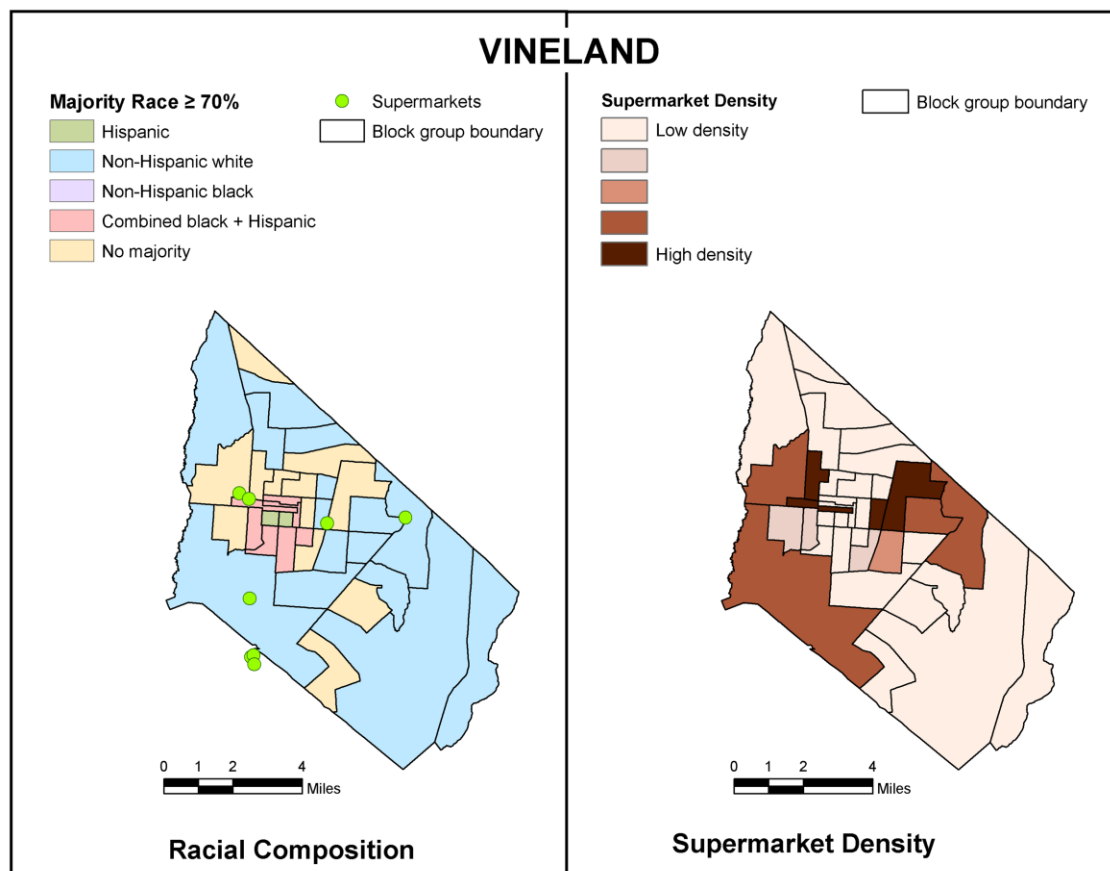 VINELAND
Majority Race ≥ 70%
Hispanic
Non-Hispanic white
Non-Hispanic black
Combined black + Hispanic
No majority
Supermarkets
Block group boundary
0 1 2 4
Miles
Racial Composition
Supermarket Density
Low density
High density
Block group boundary
0 1 2 4
Miles
Supermarket Density